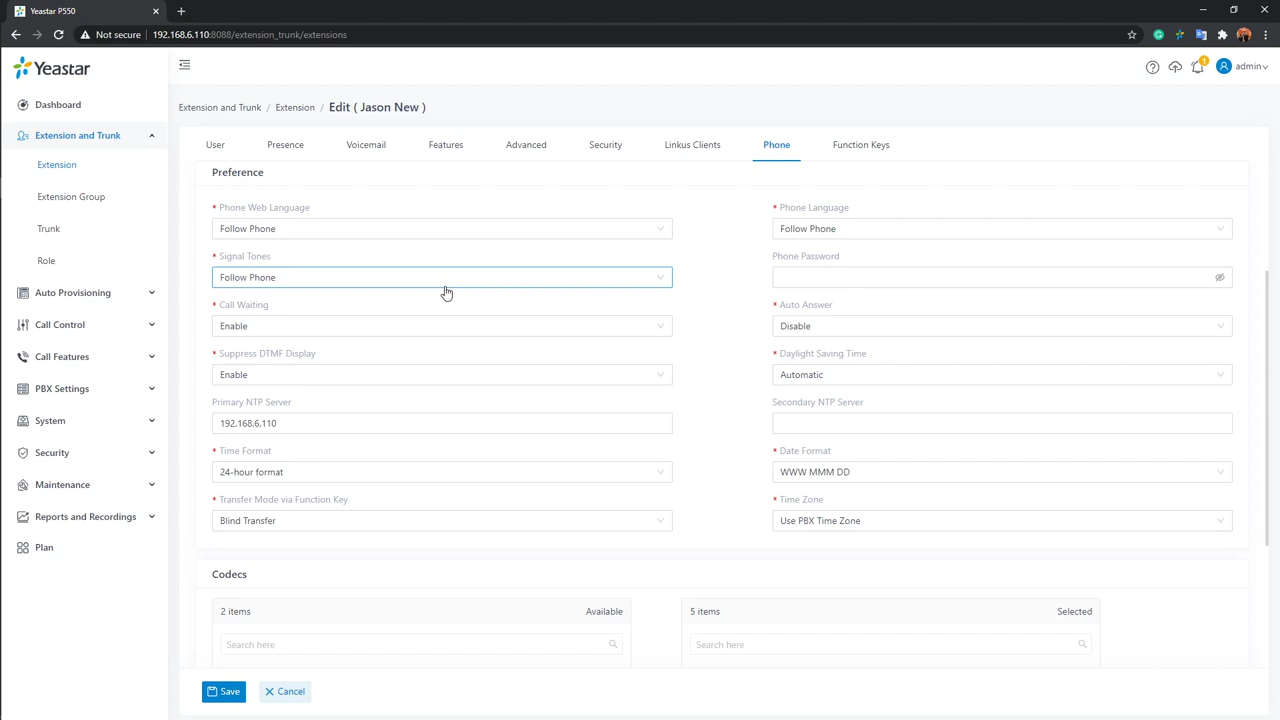 Yeastar P550
Not secure 192.168.6.110:8088/extension_trunk/extensions
Yeastar
1
admin
Dashboard
Extension and Trunk
Extension
Extension Group
Trunk
Role
Auto Provisioning
Call Control
Call Features
PBX Settings
System
Security
Maintenance
Reports and Recordings
Plan
Extension and Trunk / Extension / Edit ( Jason New )
User Presence Voicemail Features Advanced Security Linkus Clients Phone Function Keys
Preference
* Phone Web Language
Follow Phone
* Phone Language
Follow Phone
* Signal Tones
Follow Phone
Phone Password
* Call Waiting
Enable
* Auto Answer
Disable
* Suppress DTMF Display
Enable
* Daylight Saving Time
Automatic
Primary NTP Server
192.168.6.110
Secondary NTP Server
* Time Format
24-hour format
* Date Format
WWW MMM DD
* Transfer Mode via Function Key
Blind Transfer
* Time Zone
Use PBX Time Zone
Codecs
2 items Available
Search here
5 items Selected
Search here
Save Cancel